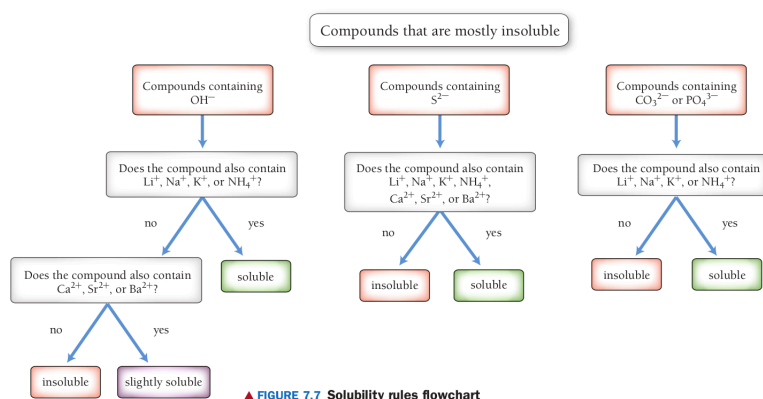 Compounds that are mostly insoluble
Compounds containing
OH⁻
Compounds containing
S²⁻
Compounds containing
CO₃²⁻ or PO₄³⁻
Does the compound also contain
Li⁺, Na⁺, K⁺, or NH₄⁺?
Does the compound also contain
Li⁺, Na⁺, K⁺, NH₄⁺,
Ca²⁺, Sr²⁺, or Ba²⁺?
Does the compound also contain
Li⁺, Na⁺, K⁺, or NH₄⁺?
no
yes
no
yes
no
yes
Does the compound also contain
Ca²⁺, Sr²⁺, or Ba²⁺?
soluble
insoluble
soluble
insoluble
soluble
no
yes
insoluble
slightly soluble
▲ FIGURE 7.7 Solubility rules flowchart